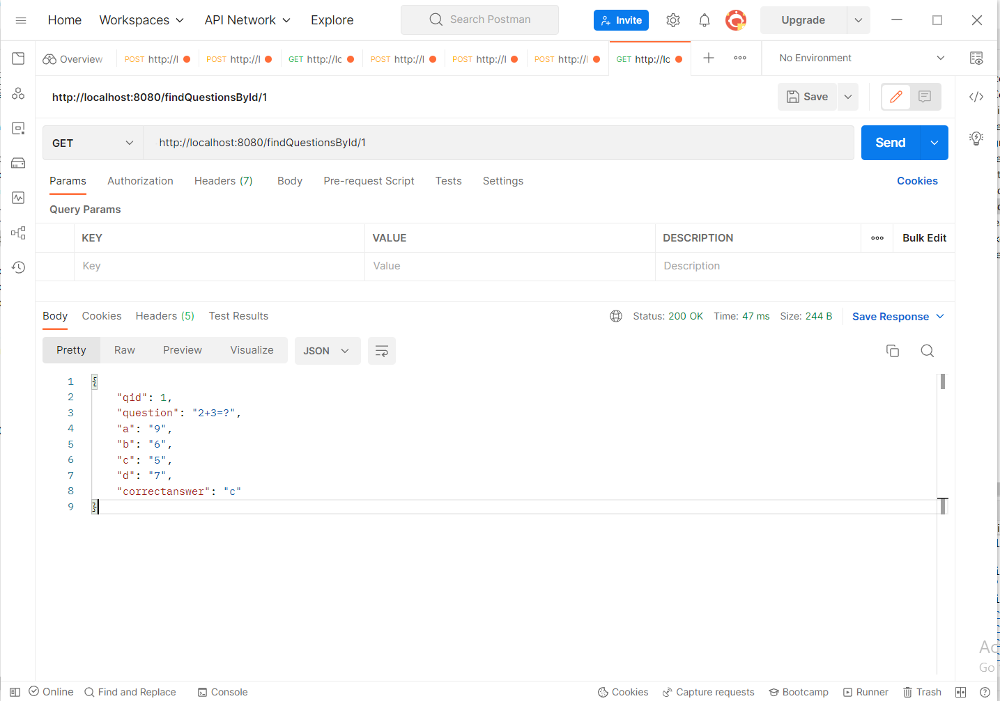 Home Workspaces API Network Explore Search Postman Invite Upgrade
Overview POST http://l POST http://l GET http://lc POST http://l POST http://l POST http://l GET http://lc No Environment
http://localhost:8080/findQuestionsById/1 Save
GET http://localhost:8080/findQuestionsById/1 Send
Params Authorization Headers (7) Body Pre-request Script Tests Settings Cookies
Query Params
KEY VALUE DESCRIPTION Bulk Edit
Key Value Description
Body Cookies Headers (5) Test Results Status: 200 OK Time: 47 ms Size: 244 B Save Response
Pretty Raw Preview Visualize JSON
1 {
2 "qid": 1,
3 "question": "2+3=?",
4 "a": "9",
5 "b": "6",
6 "c": "5",
7 "d": "7",
8 "correctanswer": "c"
9 }
Ac
Go
Online Find and Replace Console Cookies Capture requests Bootcamp Runner Trash